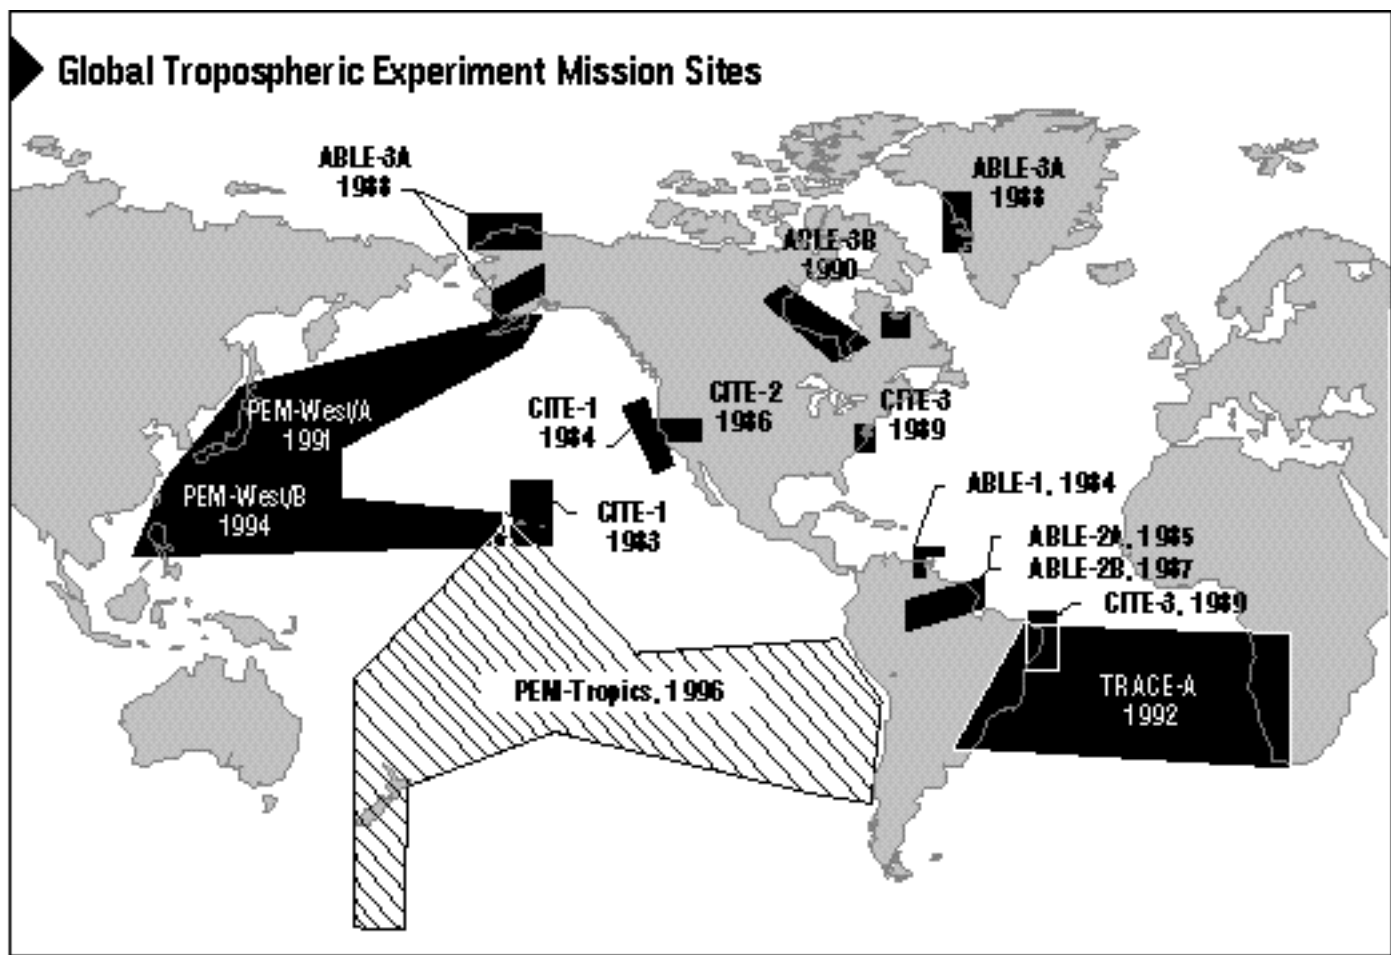 Global Tropospheric Experiment Mission Sites
ABLE-3A
1988
ABLE-3A
1988
ABLE-3B
1990
PEM-West/A
1991
CITE-1
1984
CITE-2
1986
CITE-3
1989
PEM-West/B
1994
CITE-1
1983
ABLE-1, 1984
ABLE-2A, 1985
ABLE-2B, 1987
CITE-3, 1989
PEM-Tropics, 1996
TRACE-A
1992